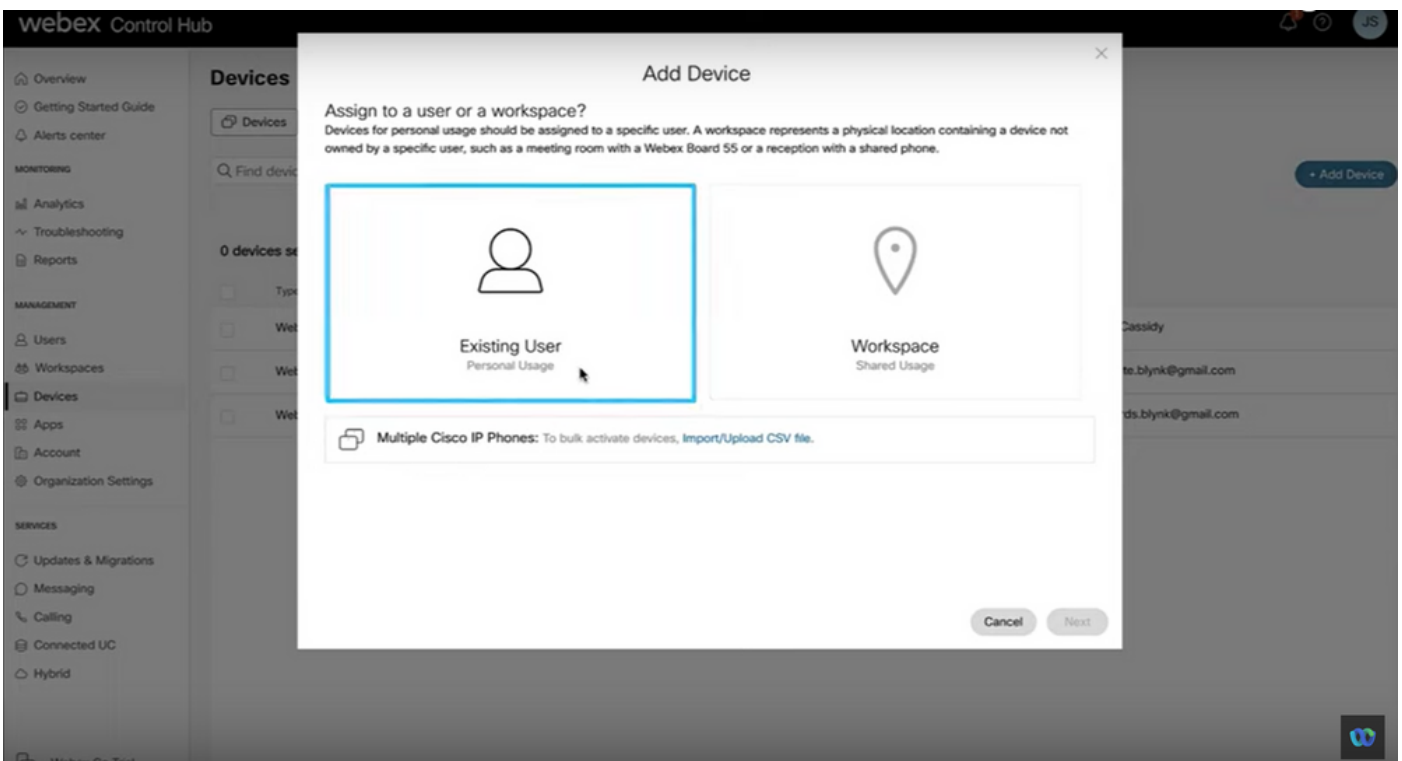 webex Control Hub
JS
Overview
Getting Started Guide
Alerts center
MONITORING
Analytics
Troubleshooting
Reports
MANAGEMENT
Users
Workspaces
Devices
Apps
Account
Organization Settings
SERVICES
Updates & Migrations
Messaging
Calling
Connected UC
Hybrid
Devices
Devices
Find devic
+ Add Device
0 devices se
Type
Web
Web
Web
Cassidy
te.blynk@gmail.com
rds.blynk@gmail.com
Add Device
Assign to a user or a workspace?
Devices for personal usage should be assigned to a specific user. A workspace represents a physical location containing a device not
owned by a specific user, such as a meeting room with a Webex Board 55 or a reception with a shared phone.
Existing User
Personal Usage
Workspace
Shared Usage
Multiple Cisco IP Phones: To bulk activate devices, Import/Upload CSV file.
Cancel
Next